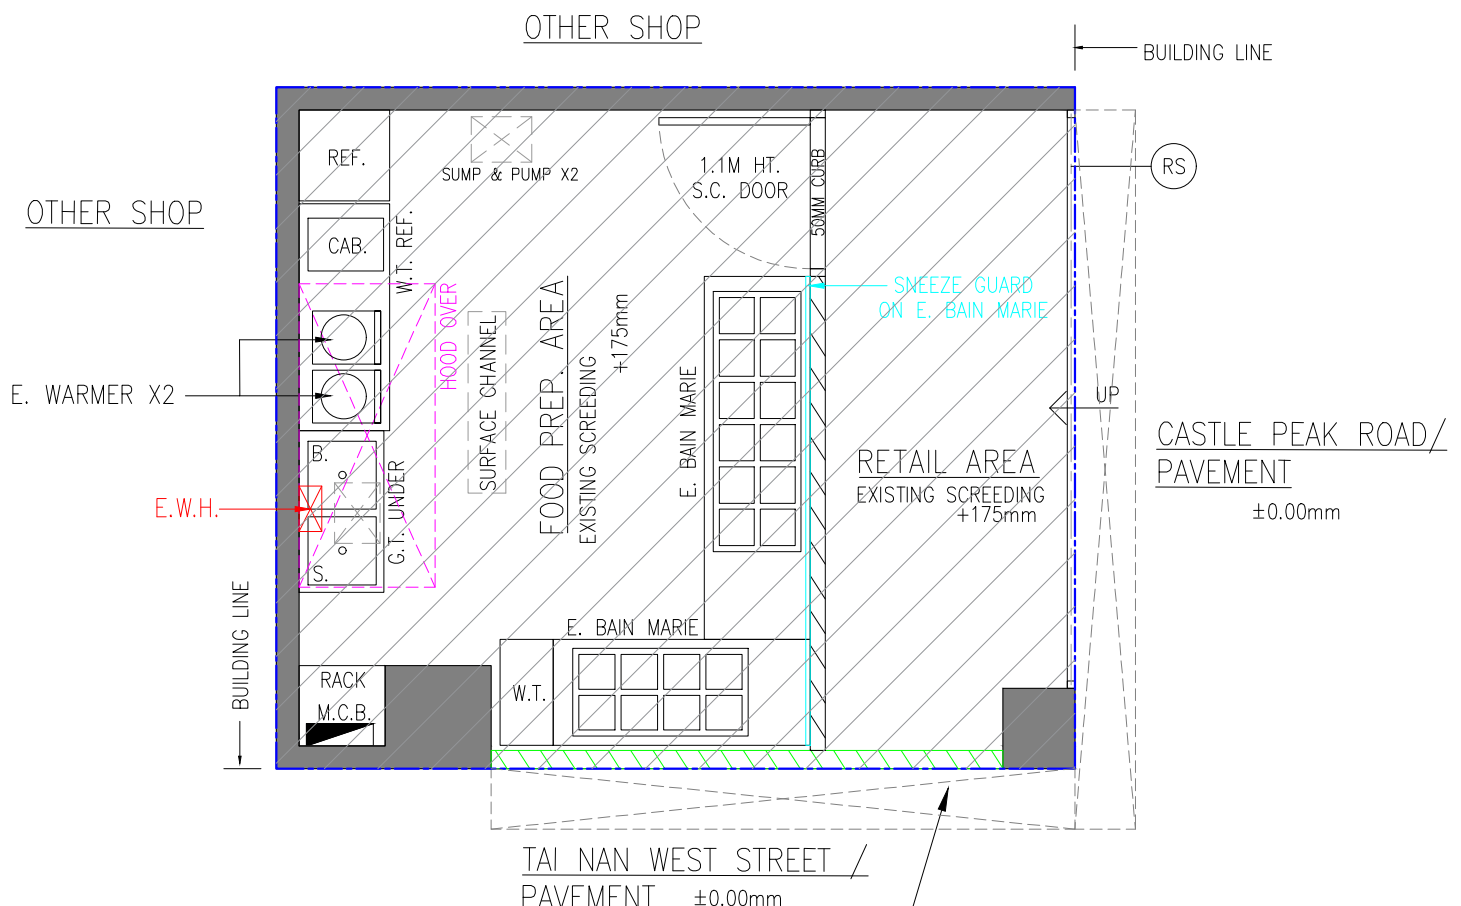 OTHER SHOP
BUILDING LINE
REF.
SUMP & PUMP X2
1.1M HT.
S.C. DOOR
50MM CURB
RS
OTHER SHOP
CAB.
W.T. REF.
HOOD OVER
SNEEZE GUARD
ON E. BAIN MARIE
E. WARMER X2
SURFACE CHANNEL
FOOD PREP. AREA
EXISTING SCREEDING
+175mm
E. BAIN MARIE
UP
CASTLE PEAK ROAD/
PAVEMENT
±0.00mm
RETAIL AREA
EXISTING SCREEDING
+175mm
B.
E.W.H.
G.T. UNDER
S.
BUILDING LINE
E. BAIN MARIE
RACK
M.C.B.
W.T.
TAI NAN WEST STREET /
PAVEMENT ±0.00mm